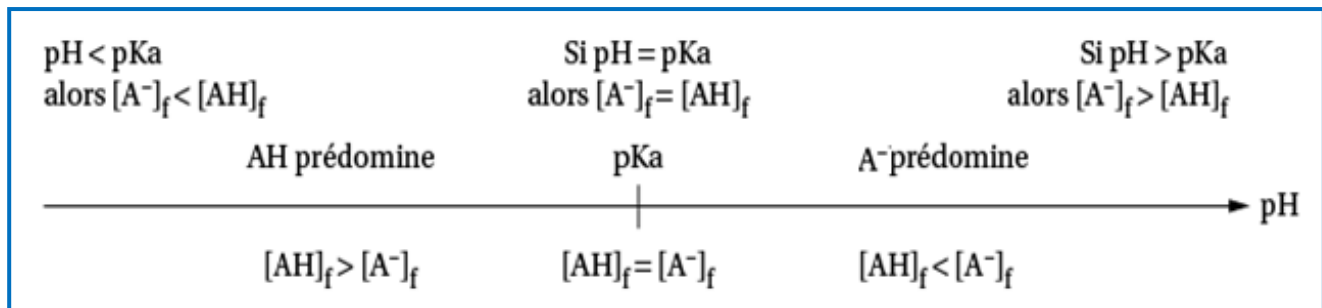 pH < pKa Si pH = pKa Si pH > pKa
alors [A⁻]f < [AH]f alors [A⁻]f = [AH]f alors [A⁻]f > [AH]f
AH prédomine pKa A⁻ prédomine
pH
[AH]f > [A⁻]f [AH]f = [A⁻]f [AH]f < [A⁻]f